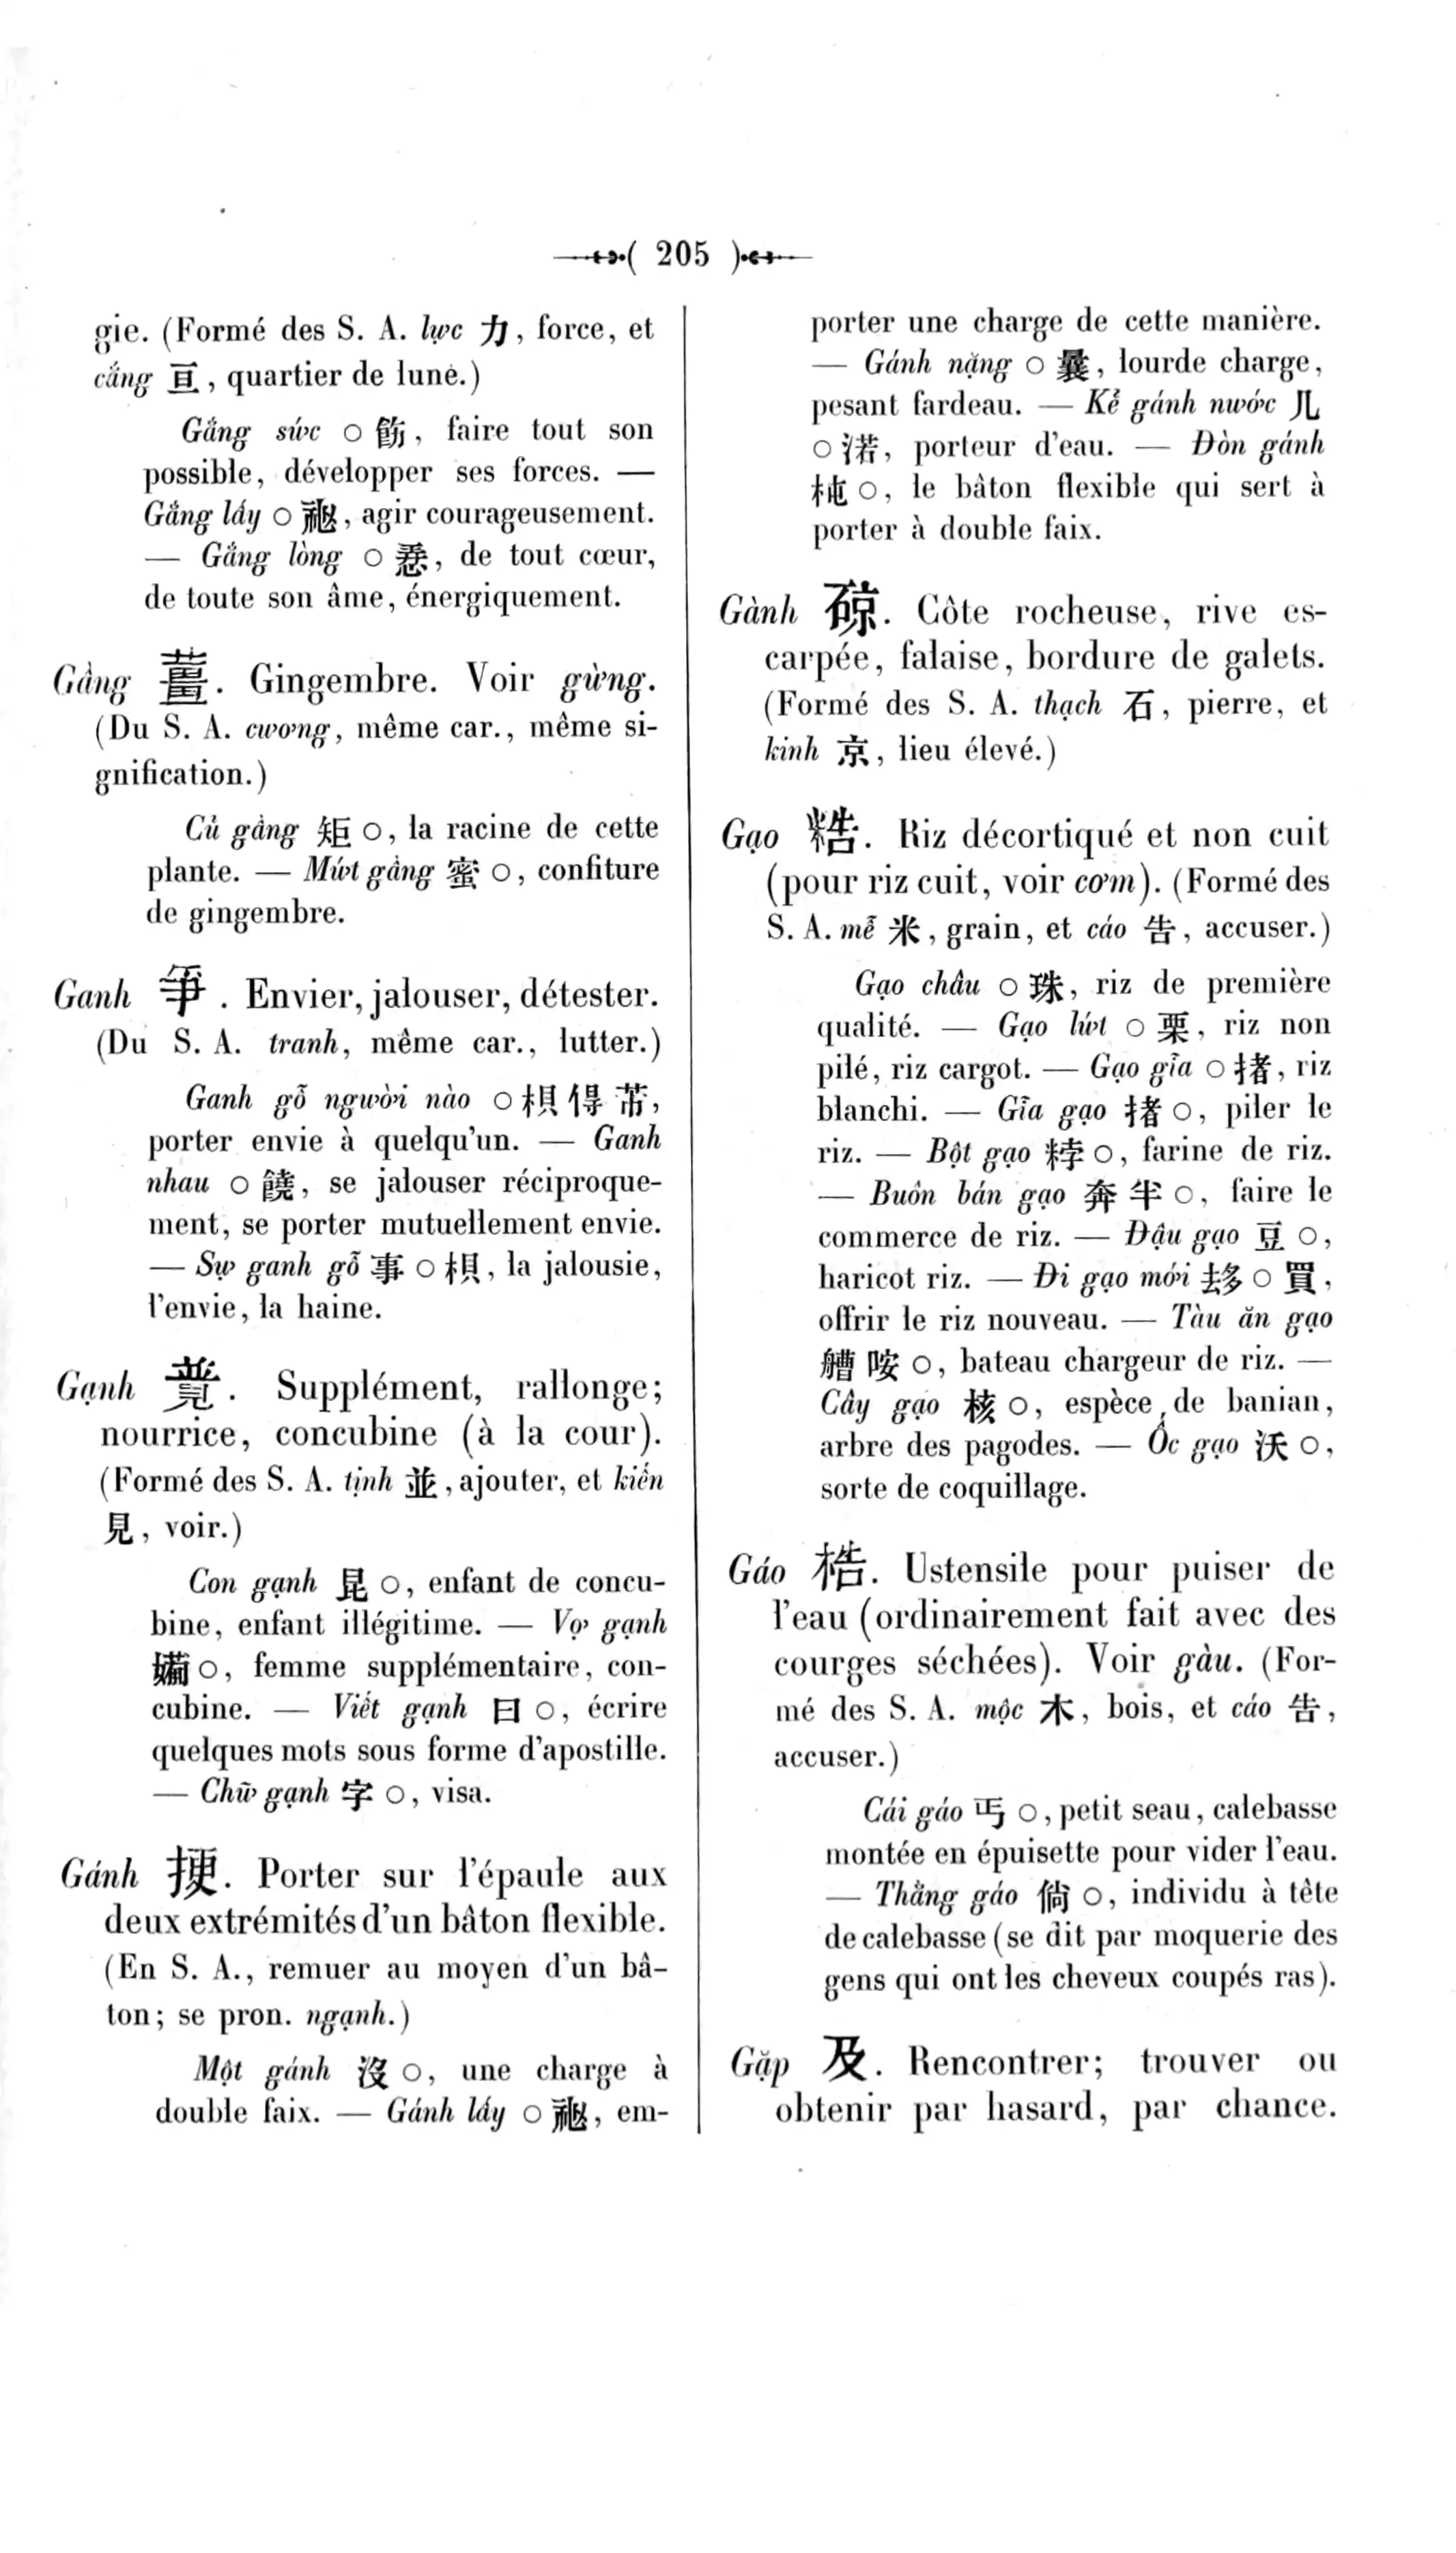 ( 205 )
gie. (Formé des S. A. lực 力, force, et
cắng 亘, quartier de lune.)
Gắng sức ○ 飭, faire tout son
possible, développer ses forces. —
Gắng lấy ○, agir courageusement.
— Gắng lòng ○, de tout cœur,
de toute son âme, énergiquement.
Gàng 薑. Gingembre. Voir gừng.
(Du S. A. cương, même car., même si-
gnification.)
Củ gàng 矩 ○, la racine de cette
plante. — Mứt gàng 蜜 ○, confiture
de gingembre.
Ganh 爭. Envier, jalouser, détester.
(Du S. A. tranh, même car., lutter.)
Ganh gỗ người nào ○ 梖 㝵 芇,
porter envie à quelqu'un. — Ganh
nhau ○ 饒, se jalouser réciproque-
ment, se porter mutuellement envie.
— Sự ganh gỗ 事 ○ 梖, la jalousie,
l'envie, la haine.
Gạnh. Supplément, rallonge;
nourrice, concubine (à la cour).
(Formé des S. A. tịnh 並, ajouter, et kiến
見, voir.)
Con gạnh 昆 ○, enfant de concu-
bine, enfant illégitime. — Vợ gạnh
○, femme supplémentaire, con-
cubine. — Viết gạnh 曰 ○, écrire
quelques mots sous forme d'apostille.
— Chữ gạnh 字 ○, visa.
Gánh 挭. Porter sur l'épaule aux
deux extrémités d'un bâton flexible.
(En S. A., remuer au moyen d'un bâ-
ton; se pron. ngạnh.)
Một gánh 沒 ○, une charge à
double faix. — Gánh lấy ○, em-
porter une charge de cette manière.
— Gánh nặng ○ 曩, lourde charge,
pesant fardeau. — Kẻ gánh nước 几
○ 渃, porteur d'eau. — Đòn gánh
杶 ○, le bâton flexible qui sert à
porter à double faix.
Gành. Côte rocheuse, rive es-
carpée, falaise, bordure de galets.
(Formé des S. A. thạch 石, pierre, et
kinh 京, lieu élevé.)
Gạo 糙. Riz décortiqué et non cuit
(pour riz cuit, voir cơm). (Formé des
S. A. mễ 米, grain, et cáo 告, accuser.)
Gạo châu ○ 珠, riz de première
qualité. — Gạo lứt ○ 栗, riz non
pilé, riz cargot. — Gạo gĩa ○ 撦, riz
blanchi. — Gĩa gạo ○, piler le
riz. — Bột gạo 粰 ○, farine de riz.
— Buôn bán gạo 奔 半 ○, faire le
commerce de riz. — Đậu gạo 豆 ○,
haricot riz. — Đi gạo mới 𠫾 ○ 買,
offrir le riz nouveau. — Tàu ăn gạo
艚 咹 ○, bateau chargeur de riz. —
Cây gạo 核 ○, espèce de banian,
arbre des pagodes. — Ốc gạo 沃 ○,
sorte de coquillage.
Gáo 梏. Ustensile pour puiser de
l'eau (ordinairement fait avec des
courges séchées). Voir gàu. (For-
mé des S. A. mộc 木, bois, et cáo 告,
accuser.)
Cái gáo 丐 ○, petit seau, calebasse
montée en épuisette pour vider l'eau.
— Thằng gáo 倘 ○, individu à tête
de calebasse (se dit par moquerie des
gens qui ont les cheveux coupés ras).
Gặp 及. Rencontrer; trouver ou
obtenir par hasard, par chance.